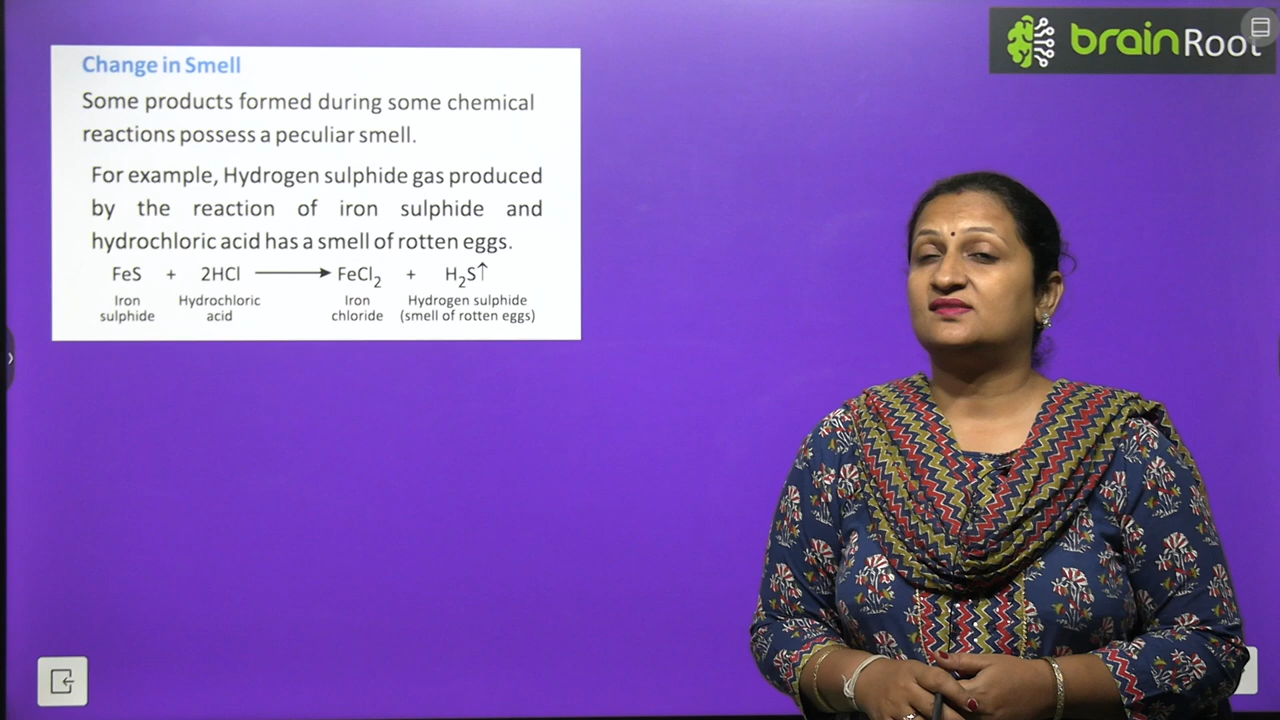 brainRoot
Change in Smell
Some products formed during some chemical
reactions possess a peculiar smell.
For example, Hydrogen sulphide gas produced
by the reaction of iron sulphide and
hydrochloric acid has a smell of rotten eggs.
FeS + 2HCl ⟶ FeCl₂ + H₂S↑
Iron sulphide Hydrochloric acid Iron chloride Hydrogen sulphide (smell of rotten eggs)